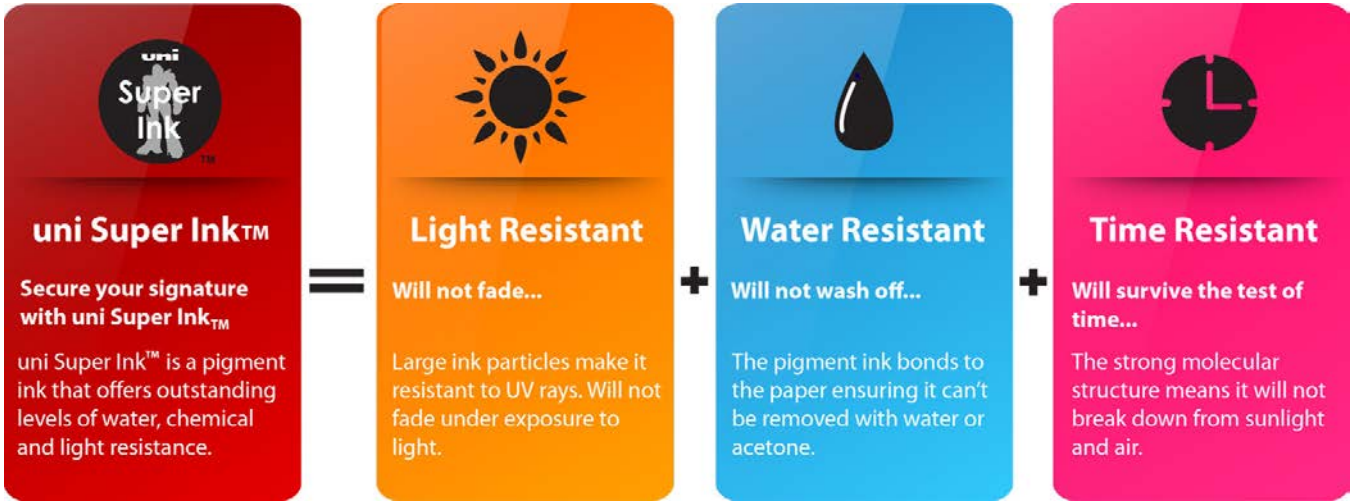 uni
Super
Ink
TM
uni Super Ink™
Secure your signature
with uni Super Ink™
uni Super Ink™ is a pigment
ink that offers outstanding
levels of water, chemical
and light resistance.
=
Light Resistant
Will not fade...
Large ink particles make it
resistant to UV rays. Will not
fade under exposure to
light.
+
Water Resistant
Will not wash off...
The pigment ink bonds to
the paper ensuring it can't
be removed with water or
acetone.
+
Time Resistant
Will survive the test of
time...
The strong molecular
structure means it will not
break down from sunlight
and air.